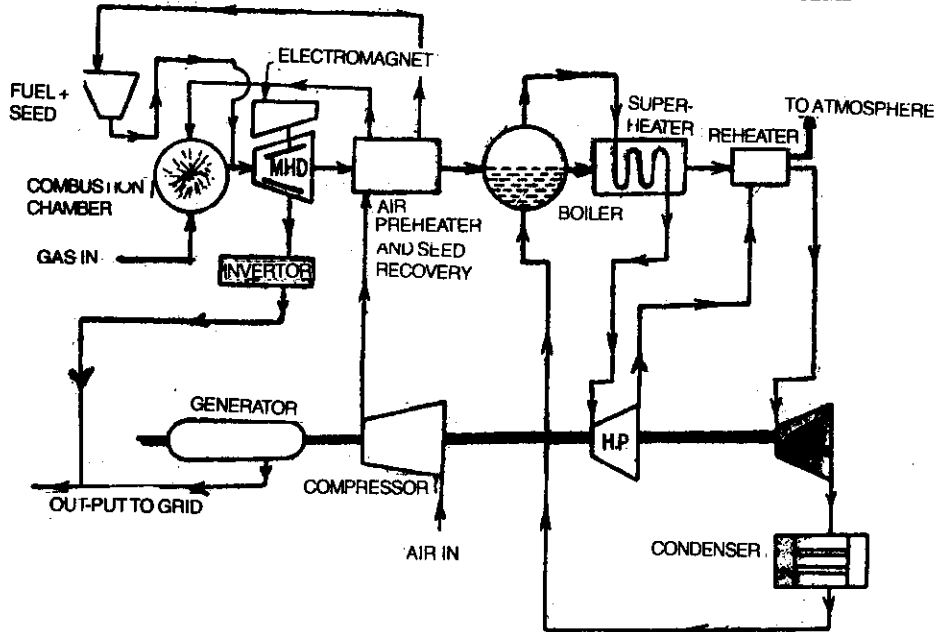 ELECTROMAGNET
FUEL +
SEED
MHD
COMBUSTION
CHAMBER
GAS IN
INVERTOR
AIR
PREHEATER
AND SEED
RECOVERY
BOILER
SUPER-
HEATER
REHEATER
TO ATMOSPHERE
GENERATOR
COMPRESSOR
H.P
OUT-PUT TO GRID
AIR IN
CONDENSER